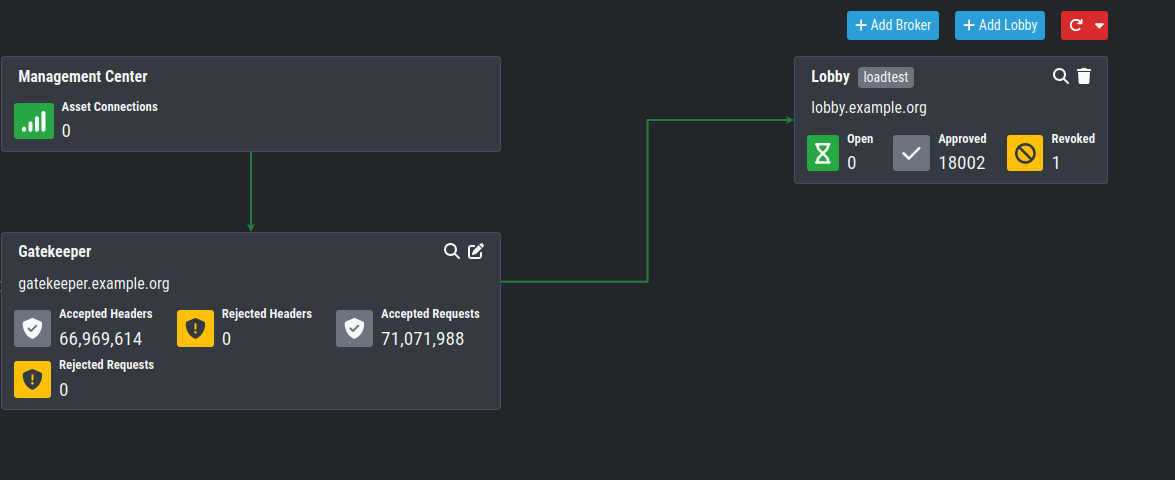 Add Broker
Add Lobby
Management Center
Asset Connections
0
Lobby loadtest
lobby.example.org
Open
0
Approved
18002
Revoked
1
Gatekeeper
gatekeeper.example.org
Accepted Headers
66,969,614
Rejected Headers
0
Accepted Requests
71,071,988
Rejected Requests
0